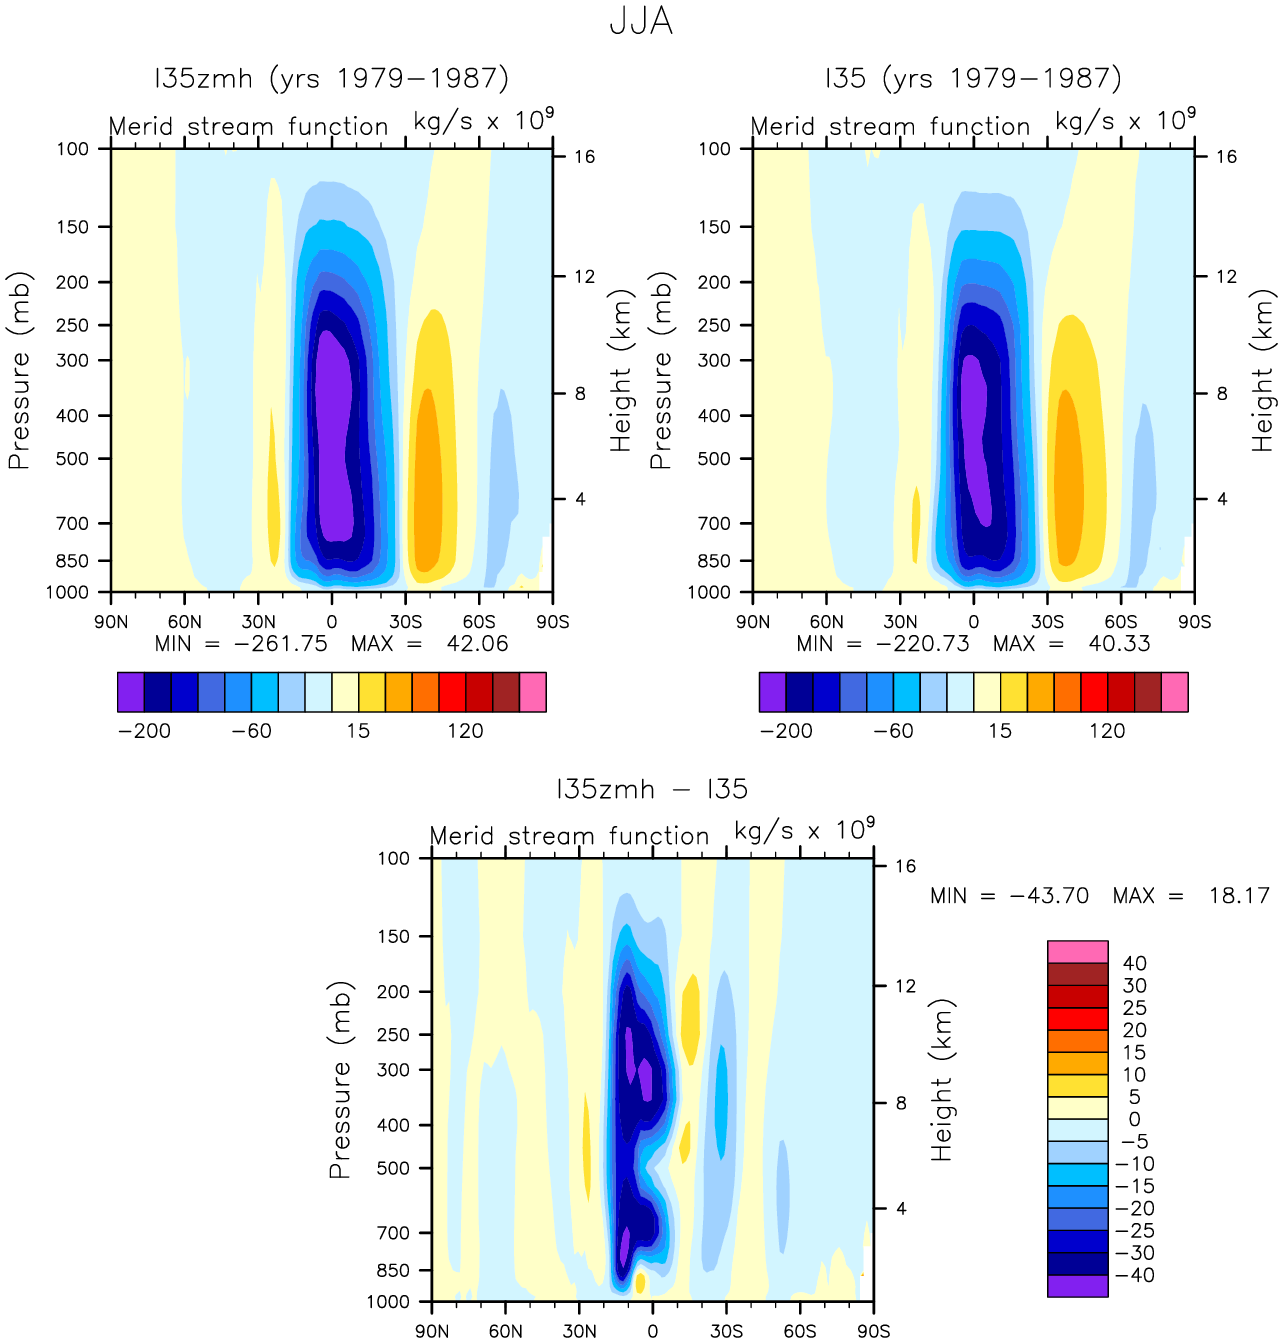 JJA
I35zmh (yrs 1979−1987)
Merid stream function kg/s x 10⁹
Pressure (mb)
100
150
200
250
300
400
500
700
850
1000
16
12
8
4
Height (km)
90N 60N 30N 0 30S 60S 90S
MIN = −261.75 MAX = 42.06
−200 −60 15 120
I35 (yrs 1979−1987)
Merid stream function kg/s x 10⁹
Pressure (mb)
100
150
200
250
300
400
500
700
850
1000
16
12
8
4
Height (km)
90N 60N 30N 0 30S 60S 90S
MIN = −220.73 MAX = 40.33
−200 −60 15 120
I35zmh − I35
Merid stream function kg/s x 10⁹
Pressure (mb)
100
150
200
250
300
400
500
700
850
1000
16
12
8
4
Height (km)
90N 60N 30N 0 30S 60S 90S
MIN = −43.70 MAX = 18.17
40
30
25
20
15
10
5
0
−5
−10
−15
−20
−25
−30
−40